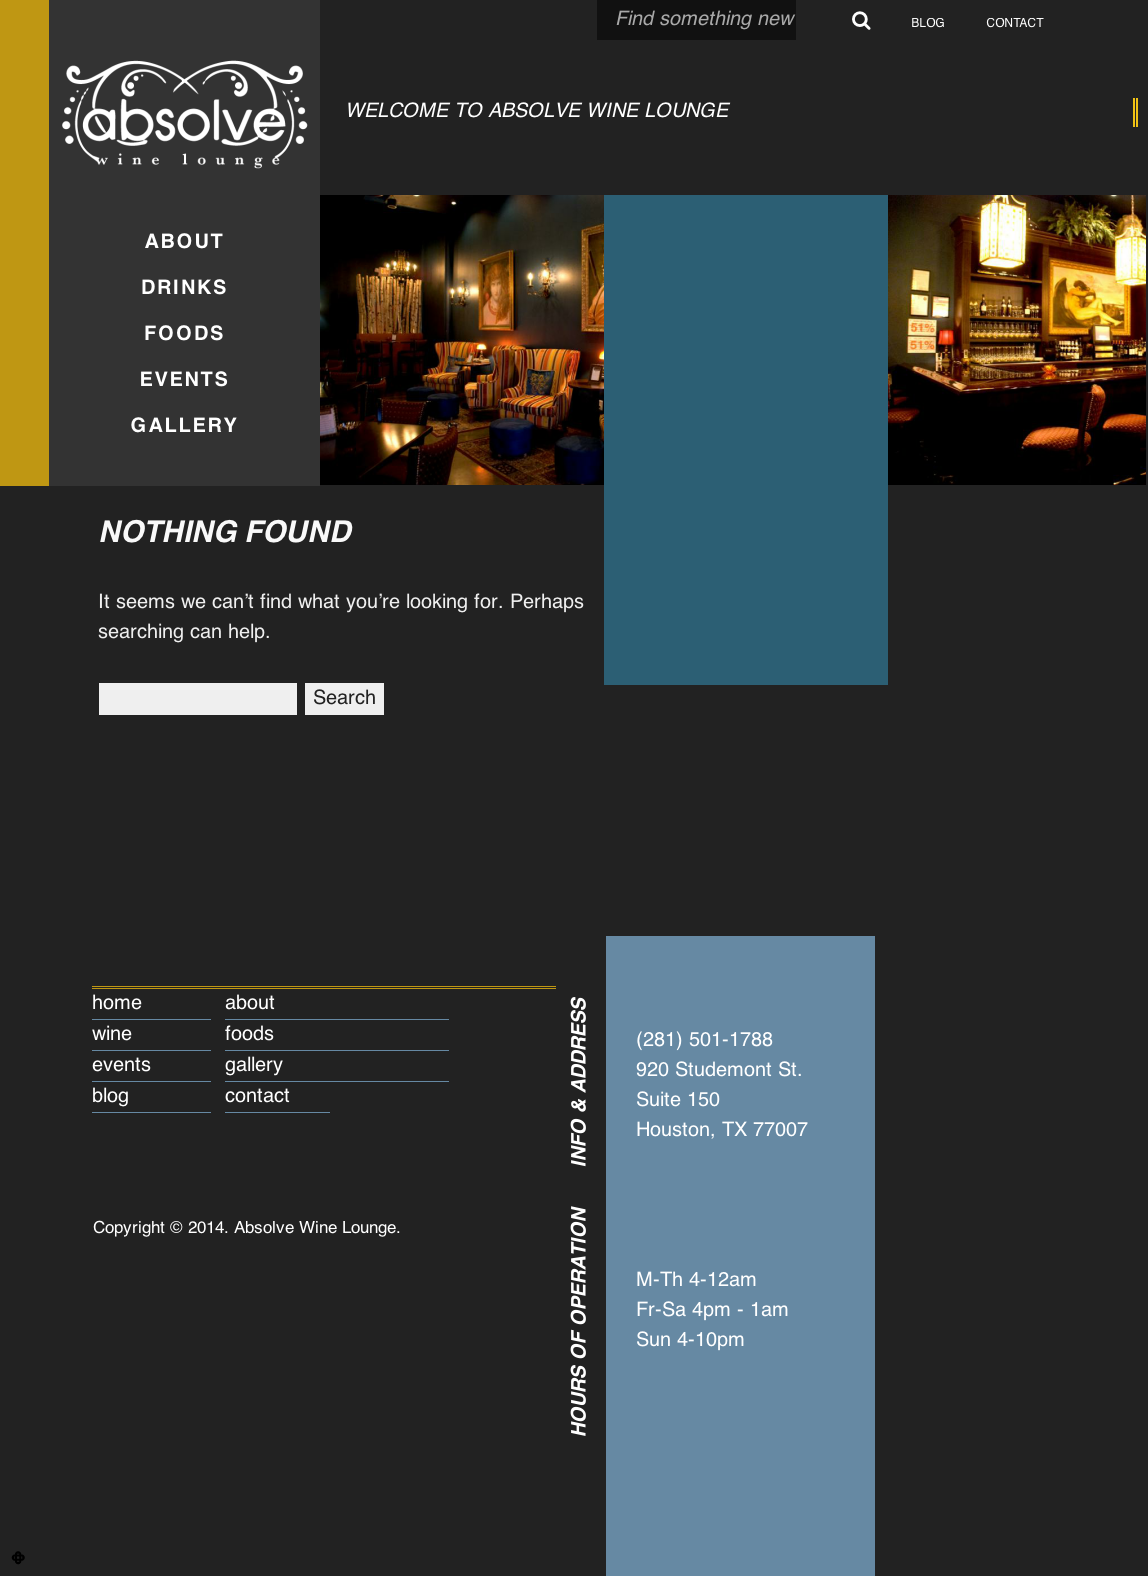 Find something new
BLOG
CONTACT
absolve
wine lounge
WELCOME TO ABSOLVE WINE LOUNGE
ABOUT
DRINKS
FOODS
EVENTS
GALLERY
51%
51%
NOTHING FOUND
It seems we can’t find what you’re looking for. Perhaps
searching can help.
Search
home
about
wine
foods
events
gallery
blog
contact
INFO & ADDRESS
(281) 501-1788
920 Studemont St.
Suite 150
Houston, TX 77007
Copyright © 2014. Absolve Wine Lounge.
HOURS OF OPERATION
M-Th 4-12am
Fr-Sa 4pm - 1am
Sun 4-10pm